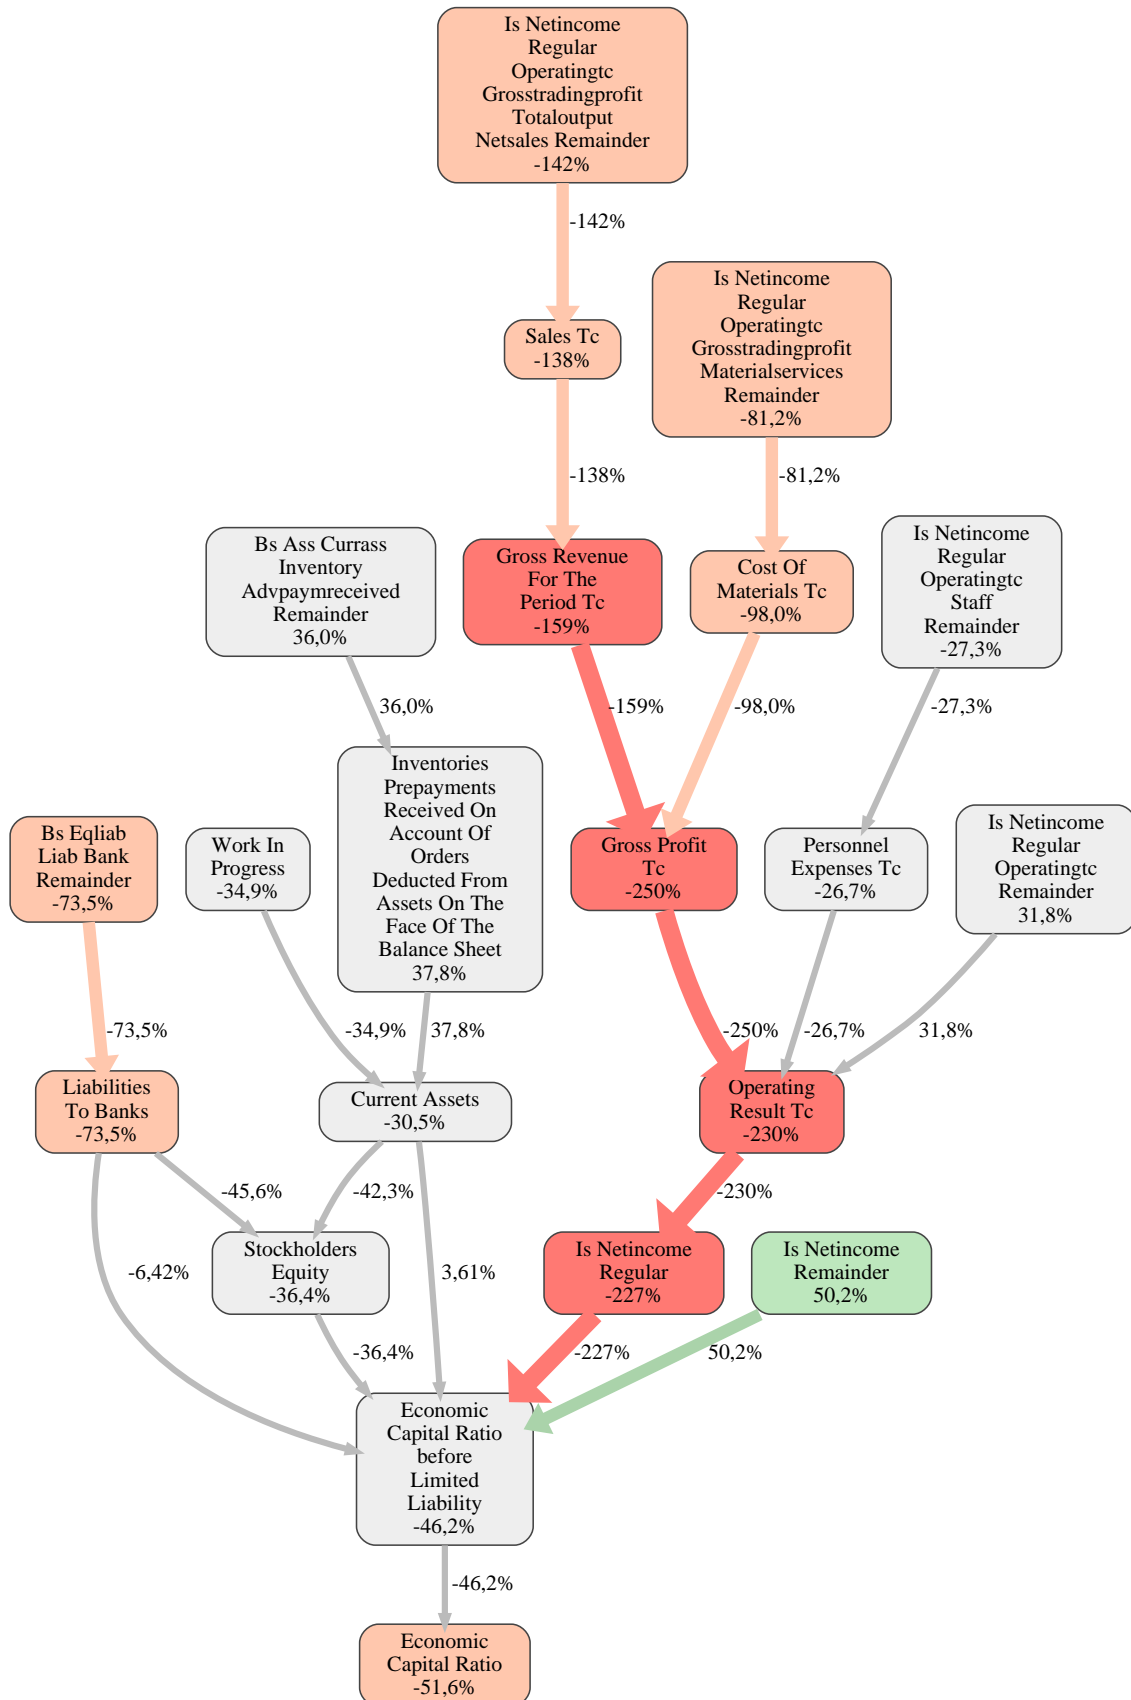 Is Netincome
Regular
Operatingtc
Grosstradingprofit
Totaloutput
Netsales Remainder
-142%
-142%
Is Netincome
Regular
Operatingtc
Grosstradingprofit
Materialservices
Remainder
-81,2%
Sales Tc
-138%
-138%
-81,2%
Bs Ass Currass
Inventory
Advpaymreceived
Remainder
36,0%
Gross Revenue
For The
Period Tc
-159%
Cost Of
Materials Tc
-98,0%
Is Netincome
Regular
Operatingtc
Staff
Remainder
-27,3%
36,0%
-159%
-98,0%
-27,3%
Inventories
Prepayments
Received On
Account Of
Orders
Deducted From
Assets On The
Face Of The
Balance Sheet
37,8%
Bs Eqliab
Liab Bank
Remainder
-73,5%
Work In
Progress
-34,9%
Gross Profit
Tc
-250%
Personnel
Expenses Tc
-26,7%
Is Netincome
Regular
Operatingtc
Remainder
31,8%
-73,5%
-34,9%
37,8%
-250%
-26,7%
31,8%
Liabilities
To Banks
-73,5%
Current Assets
-30,5%
Operating
Result Tc
-230%
-45,6%
-42,3%
-230%
Stockholders
Equity
-36,4%
Is Netincome
Regular
-227%
Is Netincome
Remainder
50,2%
-6,42%
3,61%
-36,4%
-227%
50,2%
Economic
Capital Ratio
before
Limited
Liability
-46,2%
-46,2%
Economic
Capital Ratio
-51,6%